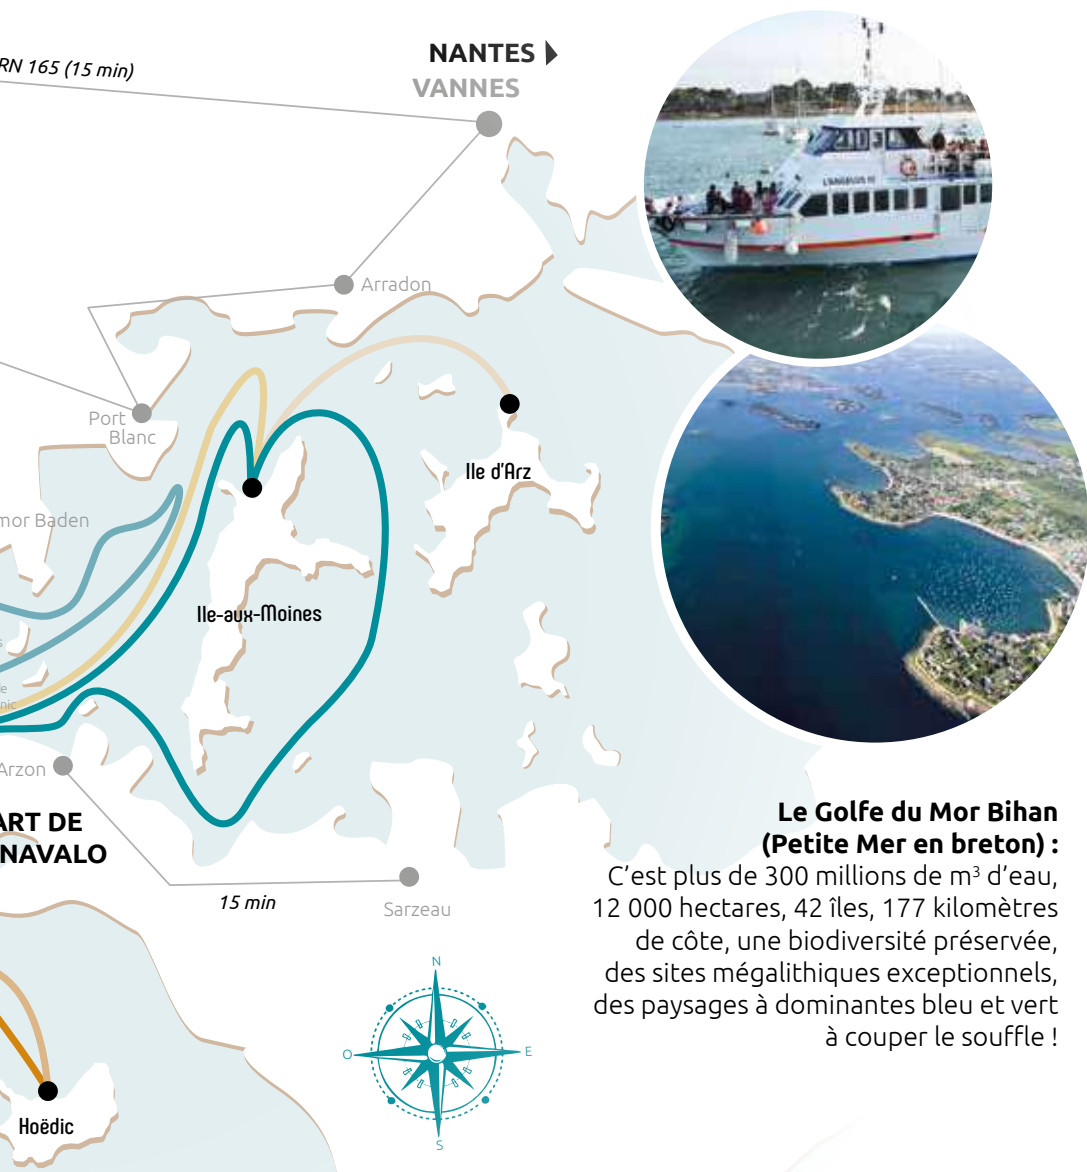 RN 165 (15 min)
NANTES
VANNES
Arradon
Port
Blanc
Ile d'Arz
mor Baden
Ile-aux-Moines
Arzon
ART DE
NAVALO
15 min
Sarzeau
Le Golfe du Mor Bihan
(Petite Mer en breton) :
C’est plus de 300 millions de m³ d’eau,
12 000 hectares, 42 îles, 177 kilomètres
de côte, une biodiversité préservée,
des sites mégalithiques exceptionnels,
des paysages à dominantes bleu et vert
à couper le souffle !
N
O
E
S
Hoëdic